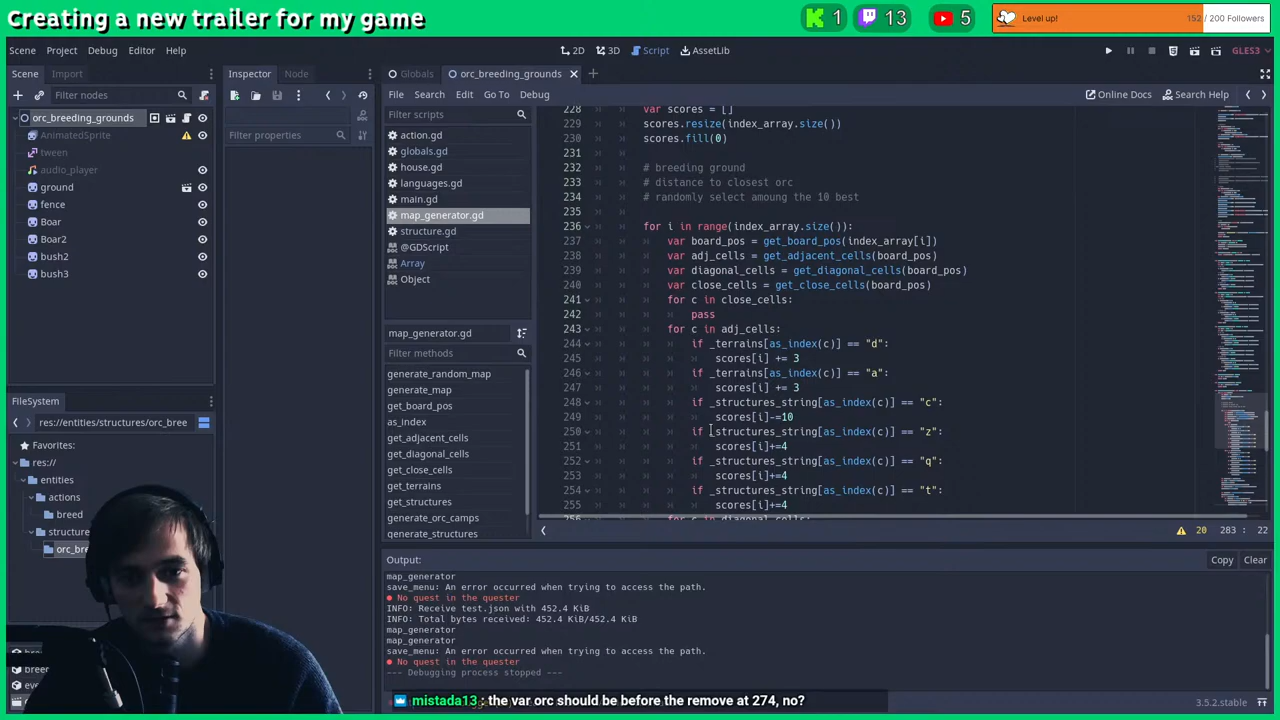 Creating a new trailer for my game
1
13
5
Level up!
152 / 200 Followers
Scene Project Debug Editor Help
2D 3D Script AssetLib
GLES3
Scene Import
Inspector Node
Globals orc_breeding_grounds
Filter nodes
File Search Edit Go To Debug
Online Docs Search Help
orc_breeding_grounds
AnimatedSprite
tween
audio_player
ground
fence
Boar
Boar2
bush2
bush3
Filter properties
Filter scripts
action.gd
globals.gd
house.gd
languages.gd
main.gd
map_generator.gd
structure.gd
@GDScript
Array
Object
map_generator.gd
Filter methods
generate_random_map
generate_map
get_board_pos
as_index
get_adjacent_cells
get_diagonal_cells
get_close_cells
get_terrains
get_structures
generate_orc_camps
generate_structures
228 var scores = []
229 scores.resize(index_array.size())
230 scores.fill(0)
231
232 # breeding ground
233 # distance to closest orc
234 # randomly select amoung the 10 best
235
236 for i in range(index_array.size()):
237 var board_pos = get_board_pos(index_array[i])
238 var adj_cells = get_adjacent_cells(board_pos)
239 var diagonal_cells = get_diagonal_cells(board_pos)
240 var close_cells = get_close_cells(board_pos)
241 for c in close_cells:
242 pass
243 for c in adj_cells:
244 if _terrains[as_index(c)] == "d":
245 scores[i] += 3
246 if _terrains[as_index(c)] == "a":
247 scores[i] += 3
248 if _structures_string[as_index(c)] == "c":
249 scores[i]-=10
250 if _structures_string[as_index(c)] == "z":
251 scores[i]+=4
252 if _structures_string[as_index(c)] == "q":
253 scores[i]+=4
254 if _structures_string[as_index(c)] == "t":
255 scores[i]+=4
256 for c in diagonal_cells:
20 283 : 22
FileSystem
res://entities/structures/orc_bree
Favorites:
res://
entities
actions
breed
structure
orc_bre
Output:
Copy Clear
map_generator
save_menu: An error occurred when trying to access the path.
No quest in the quester
INFO: Receive test.json with 452.4 KiB
INFO: Total bytes received: 452.4 KiB/452.4 KiB
map_generator
map_generator
save_menu: An error occurred when trying to access the path.
No quest in the quester
--- Debugging process stopped ---
mistada13 : the var orc should be before the remove at 274, no?
3.5.2.stable